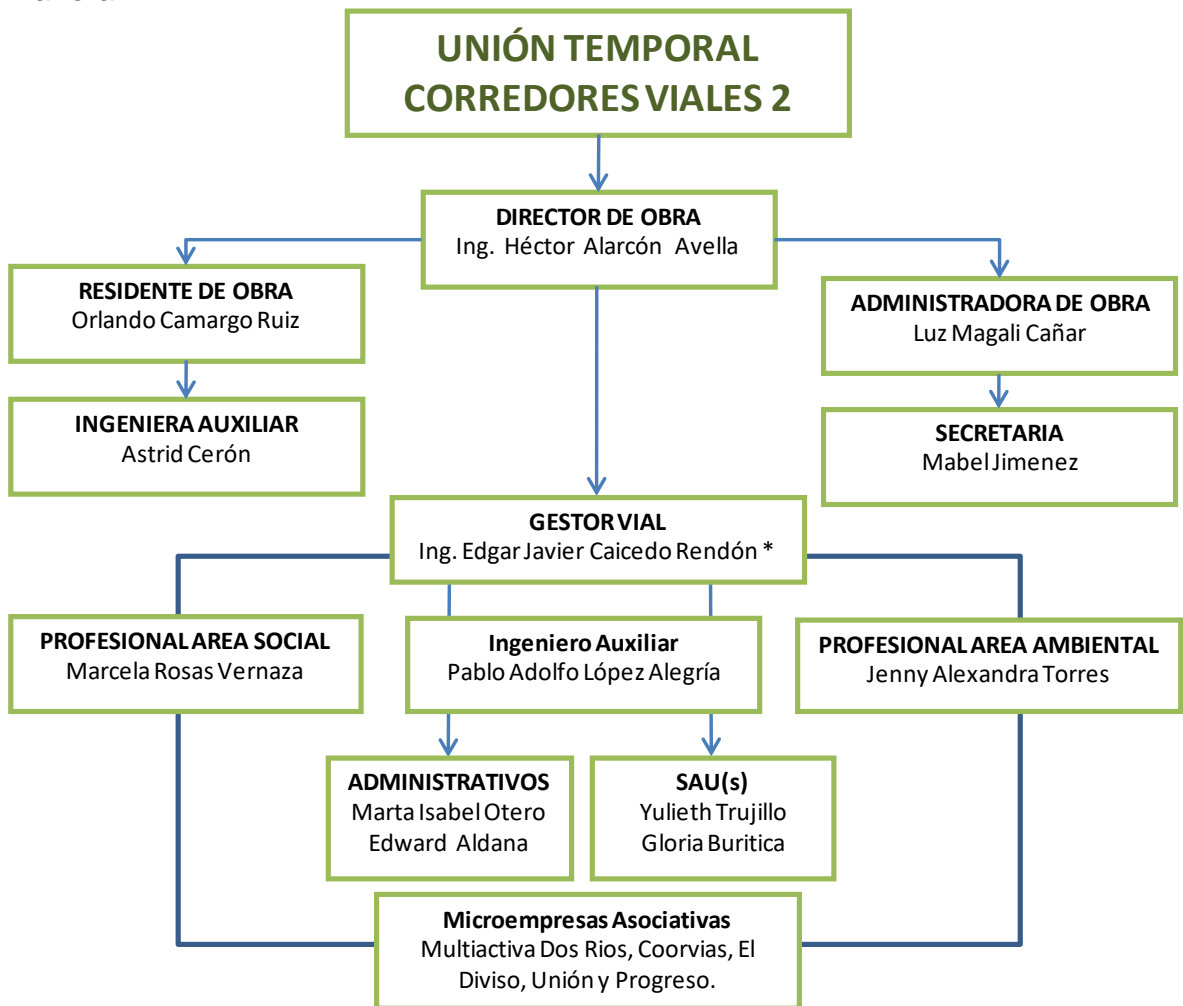 UNIÓN TEMPORAL
CORREDORES VIALES 2
DIRECTOR DE OBRA
Ing. Héctor Alarcón Avella
RESIDENTE DE OBRA
Orlando Camargo Ruiz
ADMINISTRADORA DE OBRA
Luz Magali Cañar
INGENIERA AUXILIAR
Astrid Cerón
SECRETARIA
Mabel Jimenez
GESTOR VIAL
Ing. Edgar Javier Caicedo Rendón *
PROFESIONAL AREA SOCIAL
Marcela Rosas Vernaza
Ingeniero Auxiliar
Pablo Adolfo López Alegría
PROFESIONAL AREA AMBIENTAL
Jenny Alexandra Torres
ADMINISTRATIVOS
Marta Isabel Otero
Edward Aldana
SAU(s)
Yulieth Trujillo
Gloria Buritica
Microempresas Asociativas
Multiactiva Dos Rios, Coorvias, El
Diviso, Unión y Progreso.